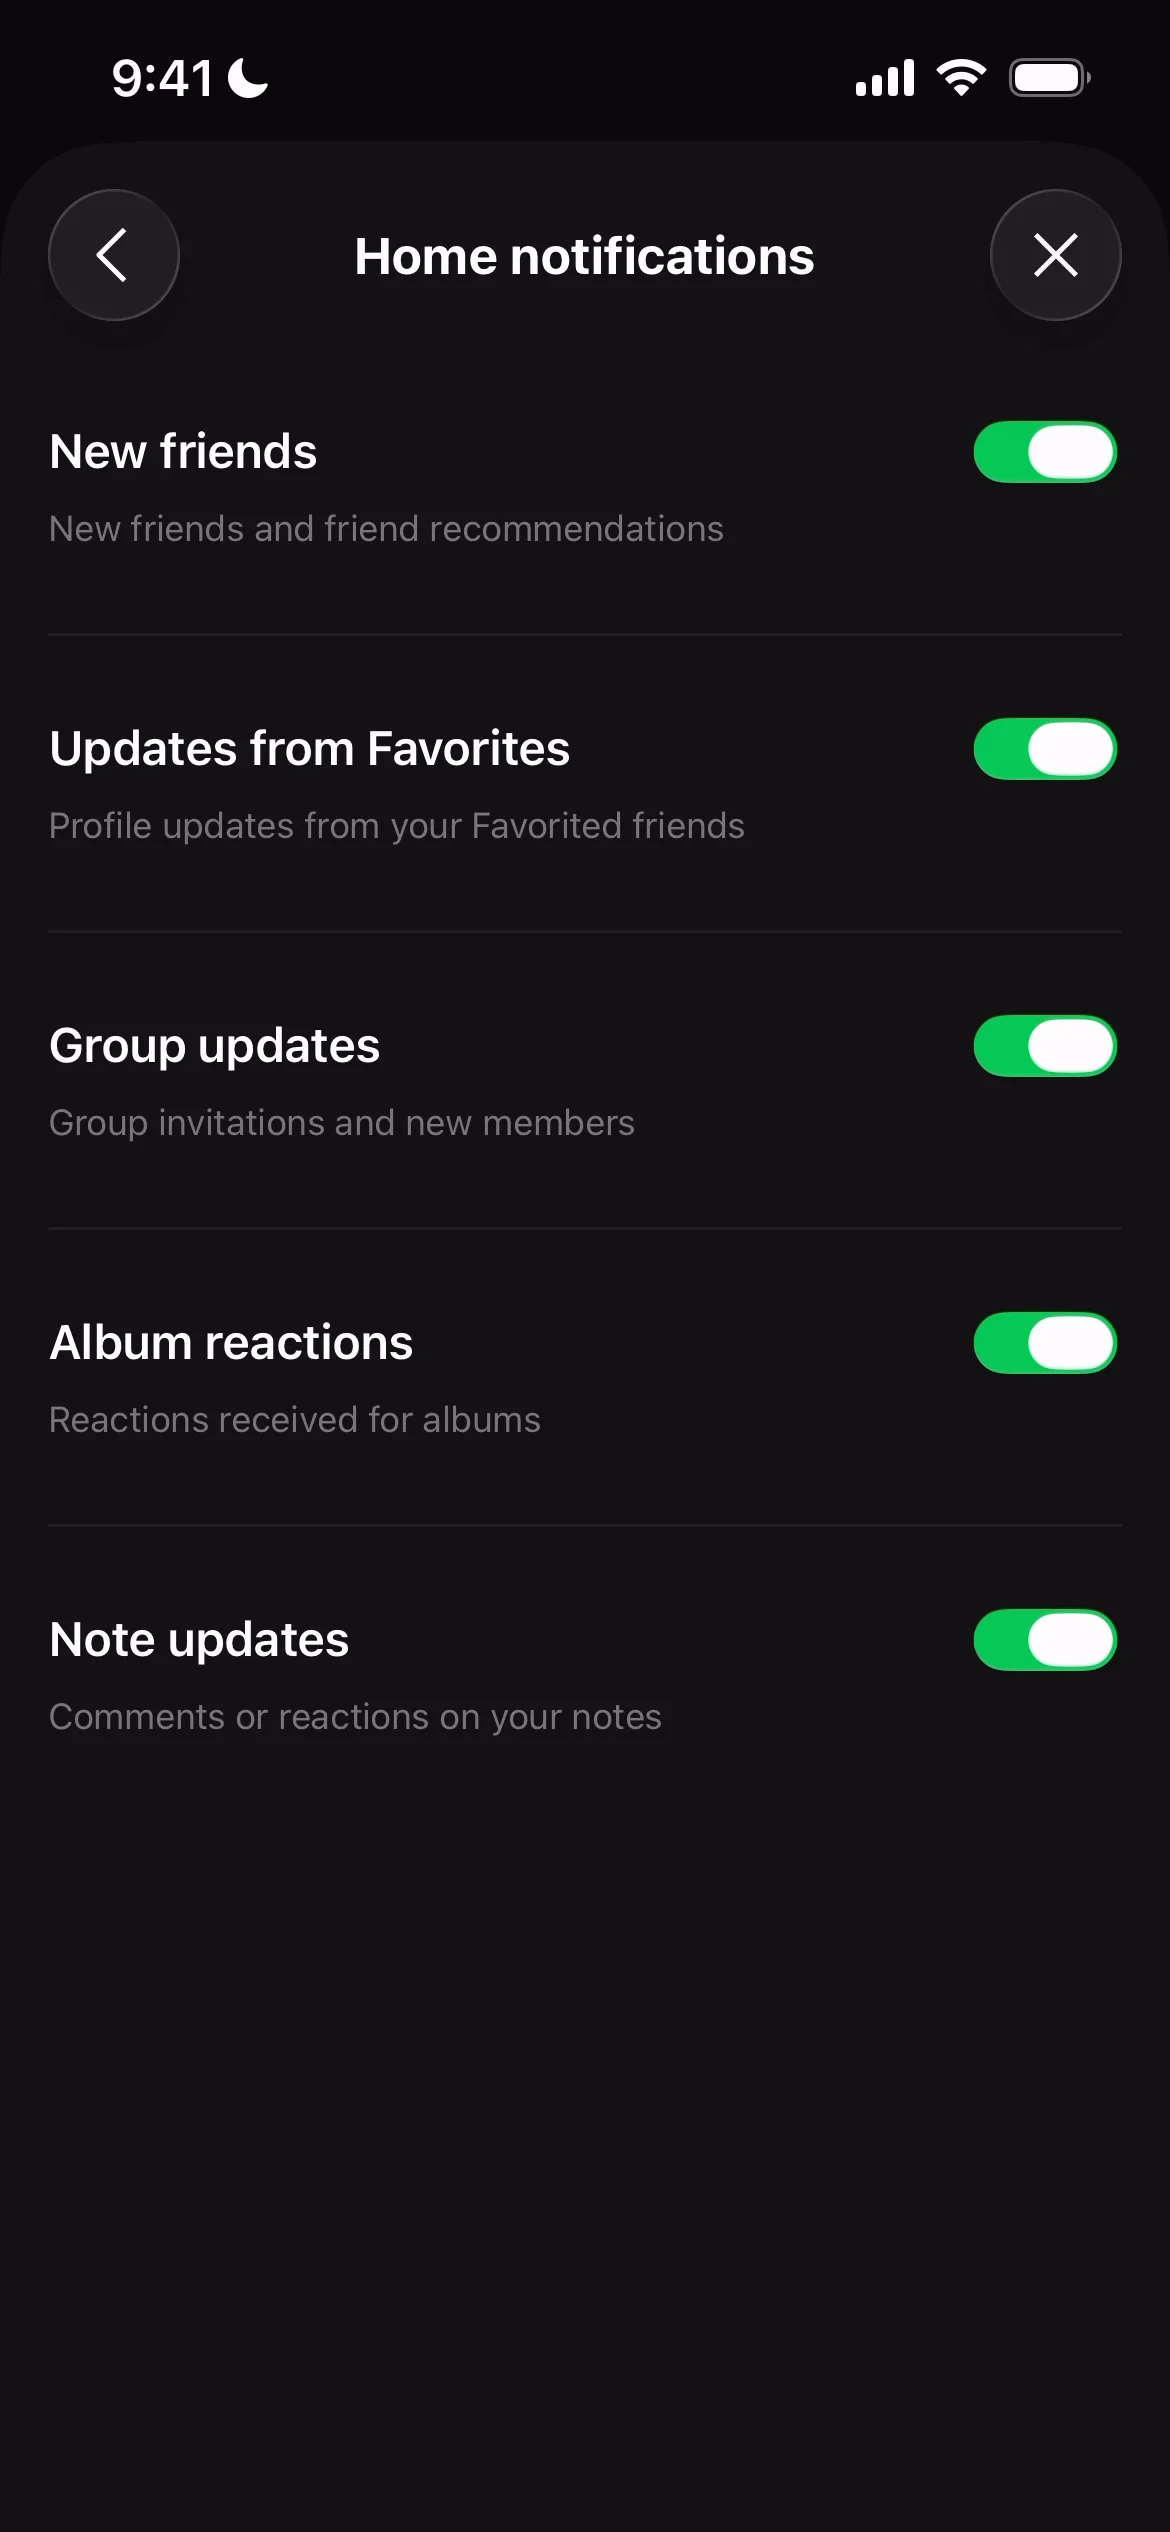 9:41
Home notifications
New friends
New friends and friend recommendations
Updates from Favorites
Profile updates from your Favorited friends
Group updates
Group invitations and new members
Album reactions
Reactions received for albums
Note updates
Comments or reactions on your notes